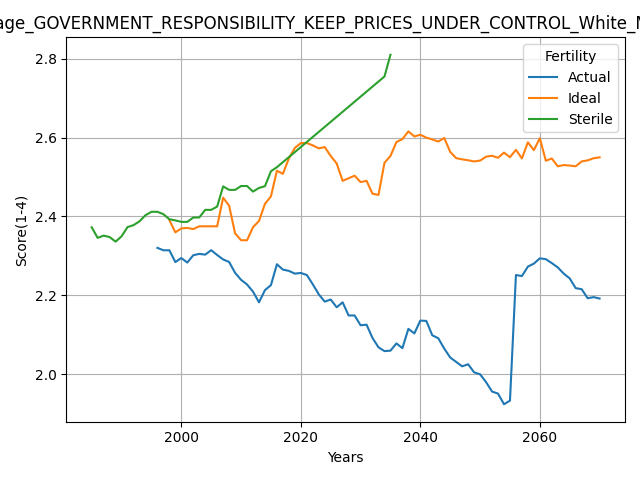 age_GOVERNMENT_RESPONSIBILITY_KEEP_PRICES_UNDER_CONTROL_White_M
Fertility
Actual
Ideal
Sterile
2.8
2.6
2.4
2.2
2.0
Score(1-4)
2000
2020
2040
2060
Years